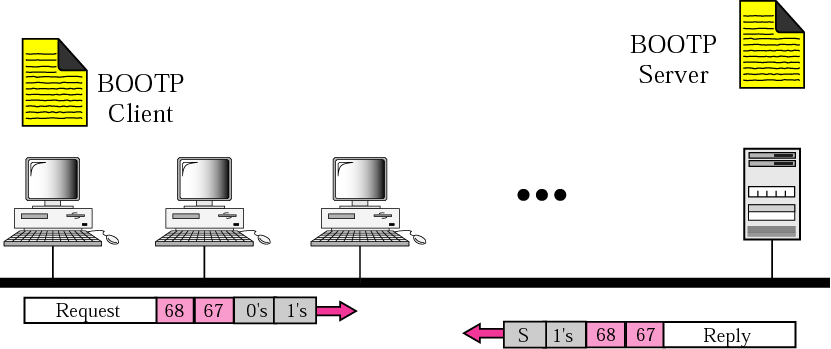 BOOTP
Server
BOOTP
Client
Request 68 67 0's 1's
S 1's 68 67 Reply